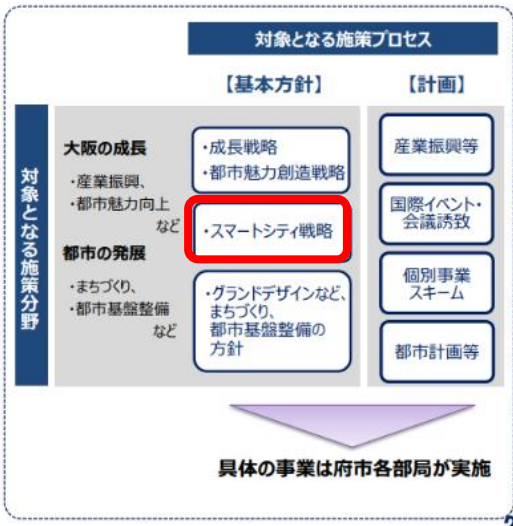 対象となる施策プロセス
【基本方針】
【計画】
対象となる施策分野
大阪の成長
・産業振興、
・都市魅力向上
など
都市の発展
・まちづくり、
・都市基盤整備
など
・成長戦略
・都市魅力創造戦略
・スマートシティ戦略
・グランドデザインなど、
まちづくり、
都市基盤整備の
方針
産業振興等
国際イベント・
会議誘致
個別事業
スキーム
都市計画等
具体の事業は府市各部局が実施